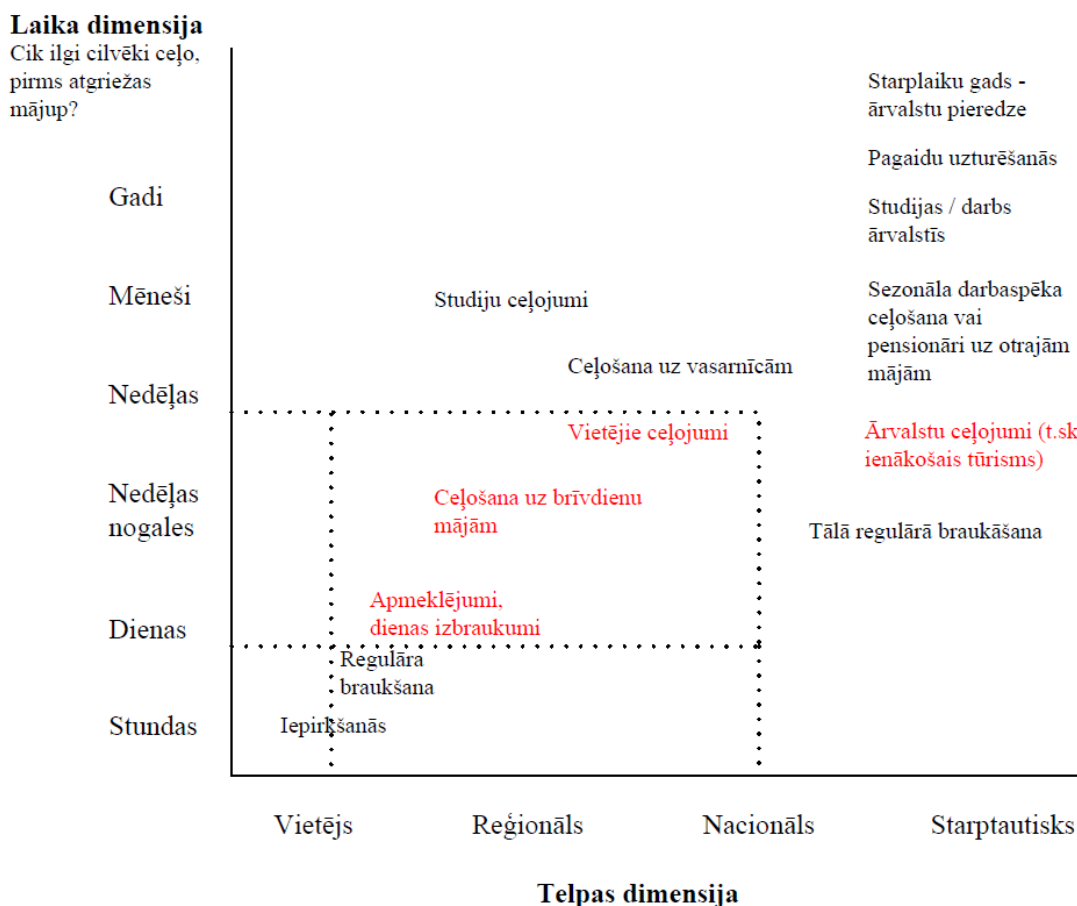 Laika dimensija
Cik ilgi cilvēki ceļo,
pirms atgriežas
mājup?
Starplaiku gads -
ārvalstu pieredze
Pagaidu uzturēšanās
Gadi
Studijas / darbs
ārvalstīs
Mēneši
Studiju ceļojumi
Sezonāla darbaspēka
ceļošana vai
pensionāri uz otrajām
mājām
Ceļošana uz vasarnīcām
Nedēļas
Vietējie ceļojumi
Ārvalstu ceļojumi (t.sk
ienākošais tūrisms)
Nedēļas
nogales
Ceļošana uz brīvdienu
mājām
Tālā regulārā braukāšana
Apmeklējumi,
dienas izbraukumi
Dienas
Regulāra
braukšana
Stundas
Iepirkšanās
Vietējs
Reģionāls
Nacionāls
Starptautisks
Telpas dimensija